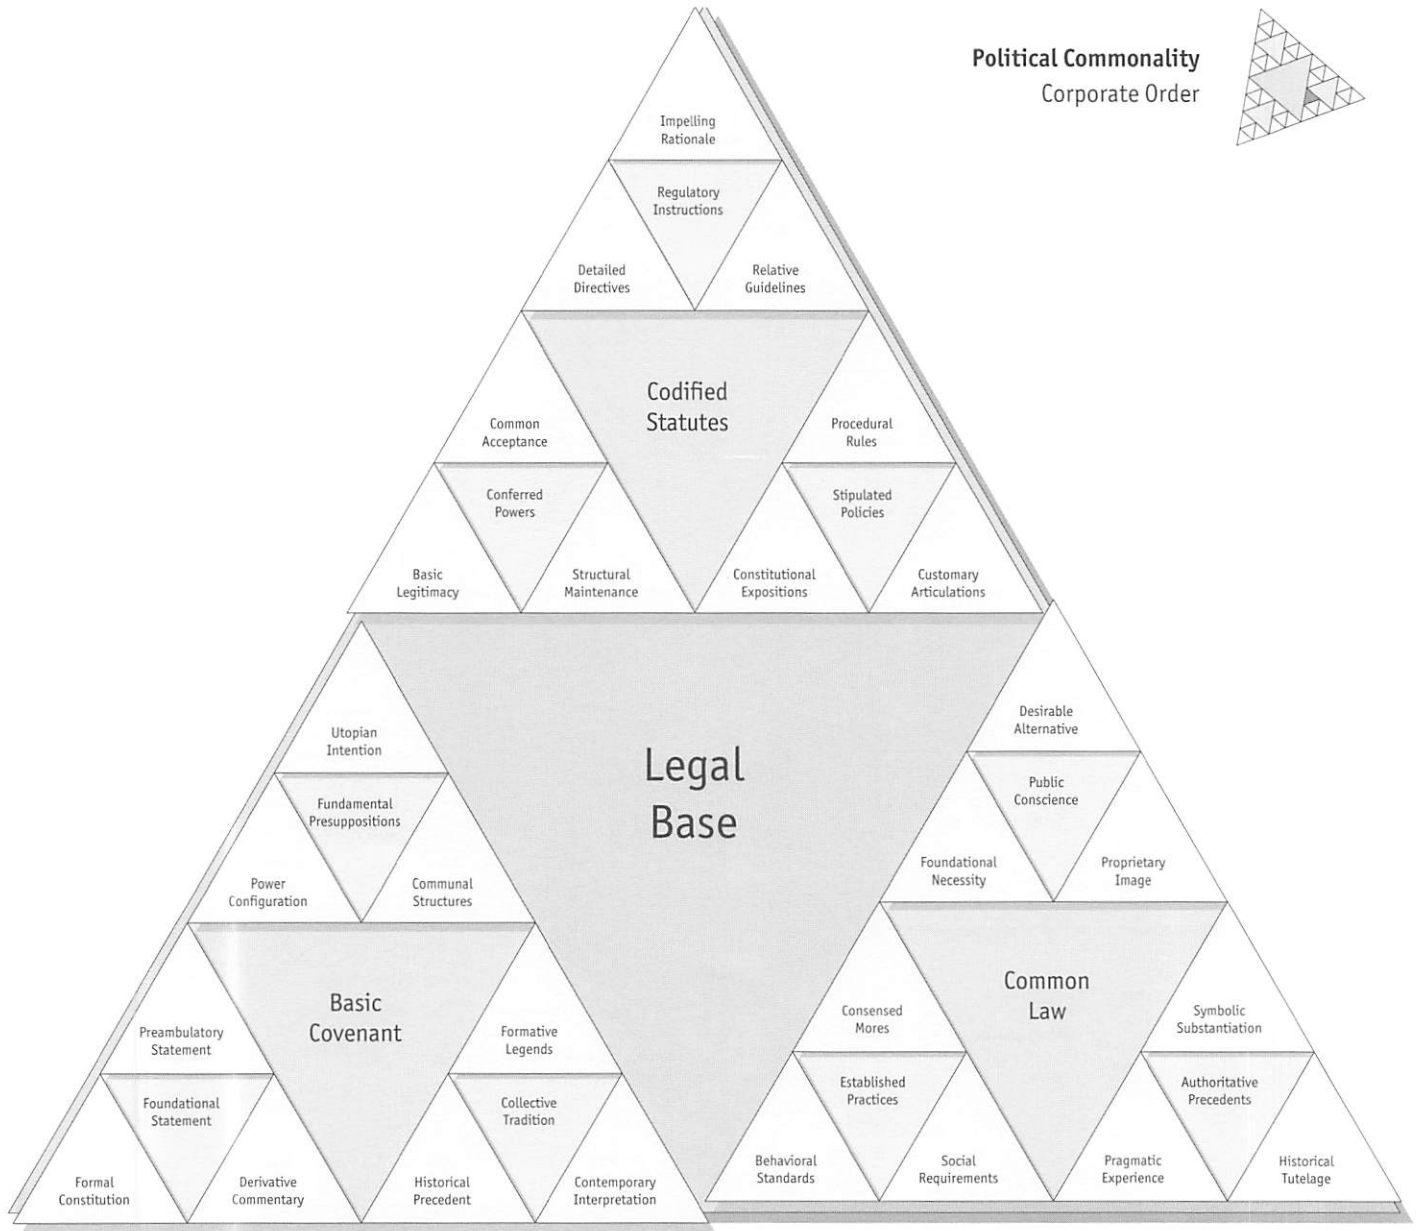 Political Commonality
Corporate Order
Impelling
Rationale
Regulatory
Instructions
Detailed
Directives
Relative
Guidelines
Codified
Statutes
Common
Acceptance
Procedural
Rules
Conferred
Powers
Stipulated
Policies
Basic
Legitimacy
Structural
Maintenance
Constitutional
Expositions
Customary
Articulations
Legal
Base
Utopian
Intention
Fundamental
Presuppositions
Power
Configuration
Communal
Structures
Basic
Covenant
Preambulatory
Statement
Formative
Legends
Foundational
Statement
Collective
Tradition
Formal
Constitution
Derivative
Commentary
Historical
Precedent
Contemporary
Interpretation
Desirable
Alternative
Public
Conscience
Foundational
Necessity
Proprietary
Image
Common
Law
Consensed
Mores
Symbolic
Substantiation
Established
Practices
Authoritative
Precedents
Behavioral
Standards
Social
Requirements
Pragmatic
Experience
Historical
Tutelage